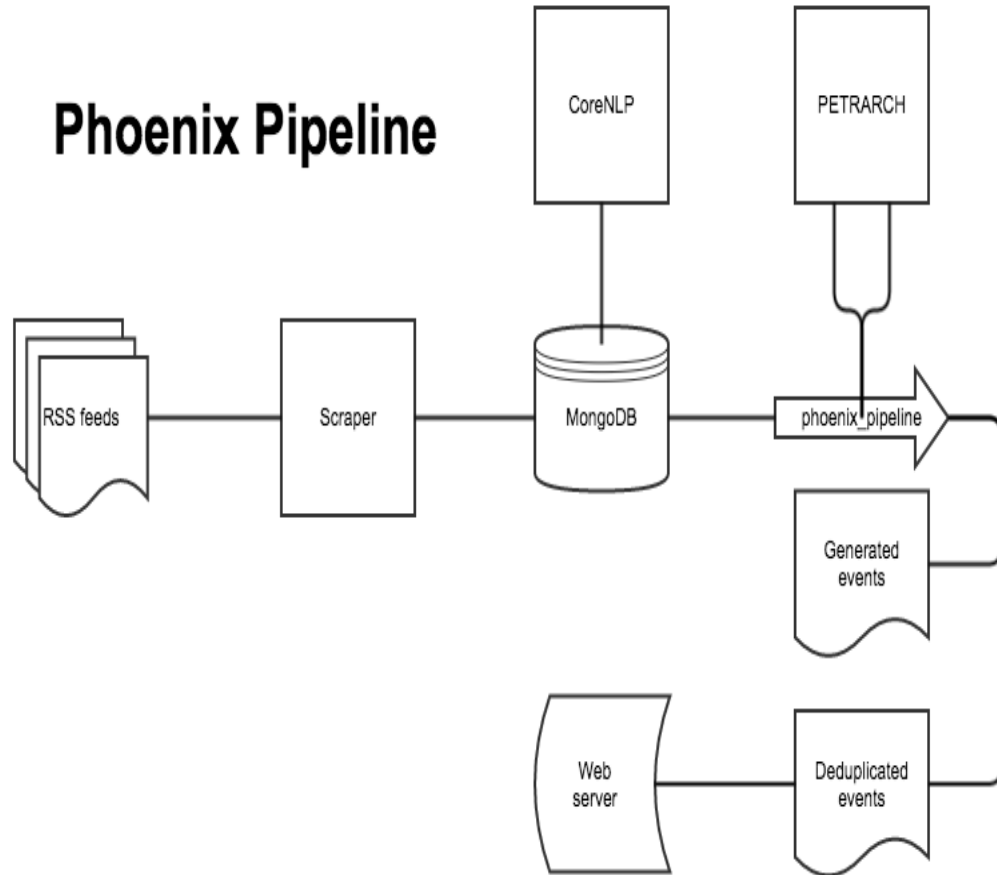 Phoenix Pipeline
CoreNLP
PETRARCH
RSS feeds
Scraper
MongoDB
phoenix_pipeline
Generated
events
Web
server
Deduplicated
events